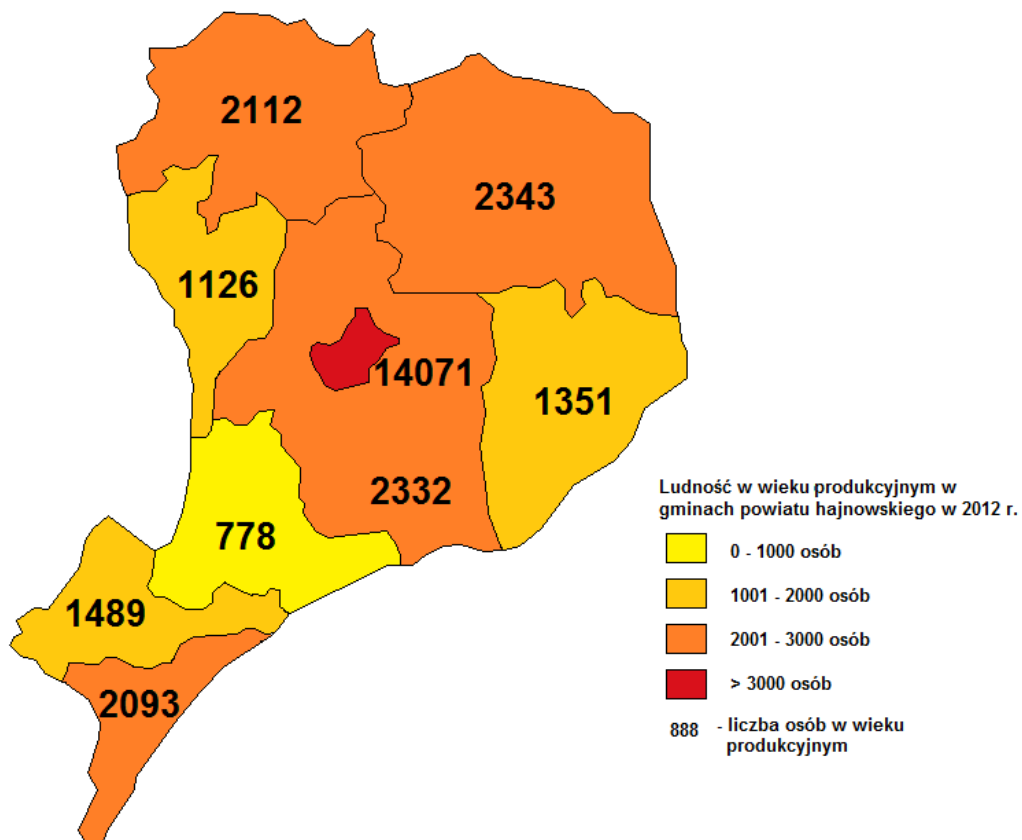 2112
2343
1126
14071
1351
2332
778
1489
2093
Ludność w wieku produkcyjnym w
gminach powiatu hajnowskiego w 2012 r.
0 - 1000 osób
1001 - 2000 osób
2001 - 3000 osób
> 3000 osób
888 - liczba osób w wieku
produkcyjnym